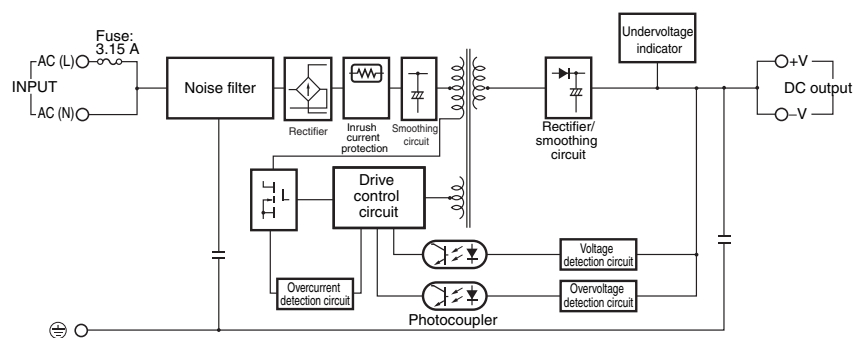 Fuse:
3.15 A
AC (L)
INPUT
AC (N)
Noise filter
Rectifier
Inrush
current
protection
Smoothing
circuit
Rectifier/
smoothing
circuit
Undervoltage
indicator
+V
DC output
–V
Drive
control
circuit
Overcurrent
detection circuit
Voltage
detection circuit
Overvoltage
detection circuit
Photocoupler